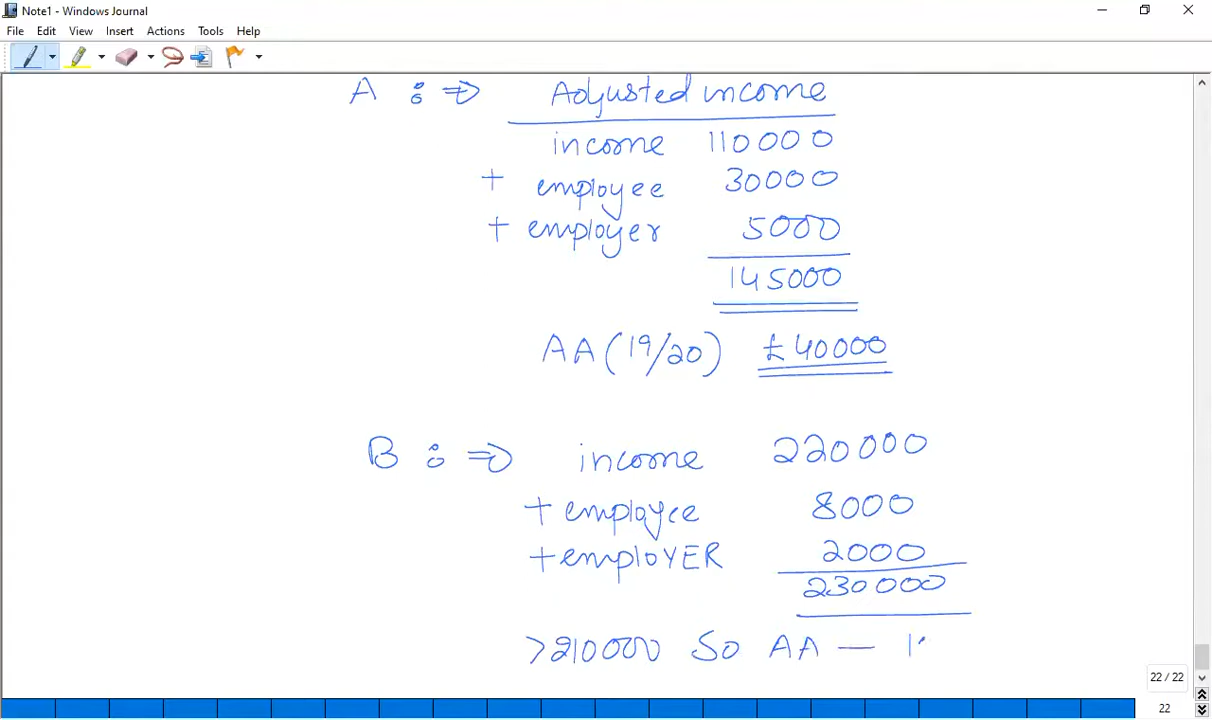 Note1 - Windows Journal
File Edit View Insert Actions Tools Help
A : ⇒ Adjusted income
income 110000
+ employee 30000
+ employer 5000
145000
AA (19/20) £40000
B : ⇒ income 220000
+ employee 8000
+ employER 2000
230000
>210000 So AA —
22 / 22
22